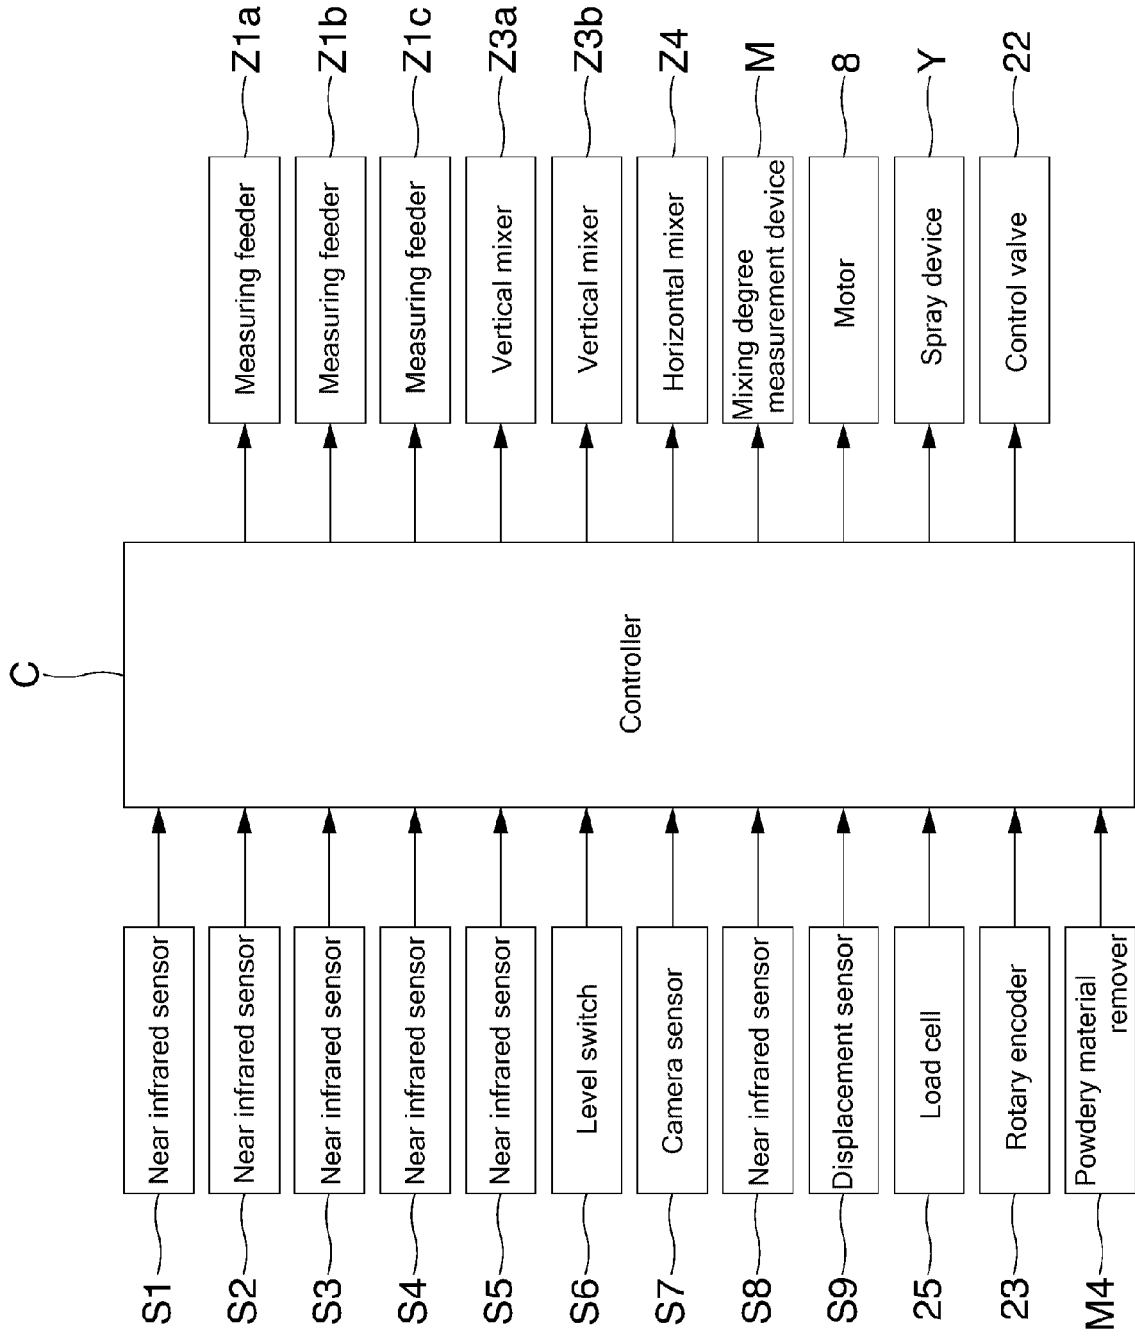 C
Controller
S1
Near infrared sensor
S2
Near infrared sensor
S3
Near infrared sensor
S4
Near infrared sensor
S5
Near infrared sensor
S6
Level switch
S7
Camera sensor
S8
Near infrared sensor
S9
Displacement sensor
25
Load cell
23
Rotary encoder
M4
Powdery material
remover
Measuring feeder
Z1a
Measuring feeder
Z1b
Measuring feeder
Z1c
Vertical mixer
Z3a
Vertical mixer
Z3b
Horizontal mixer
Z4
Mixing degree
measurement device
M
Motor
8
Spray device
Y
Control valve
22